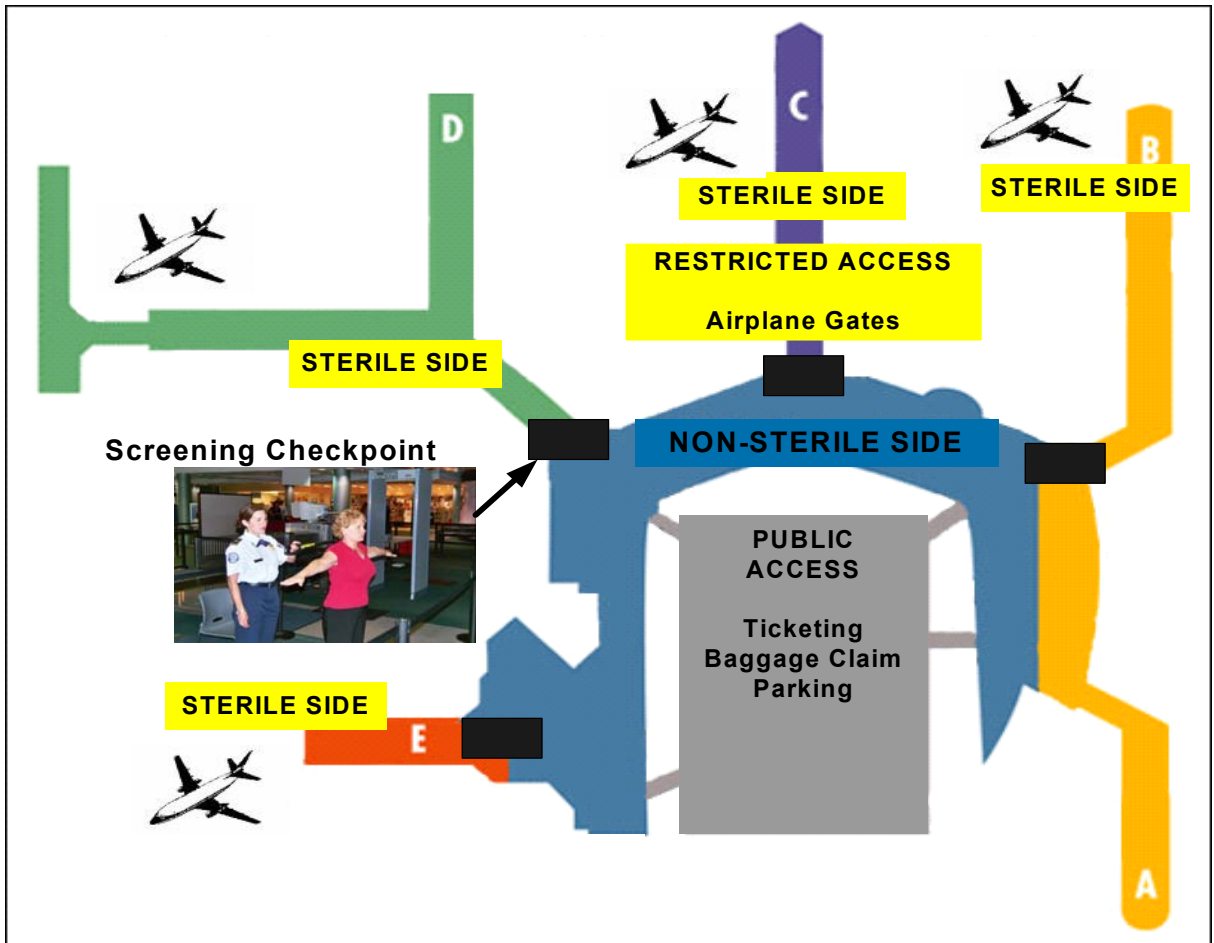 D
C
B
STERILE SIDE
STERILE SIDE
RESTRICTED ACCESS
Airplane Gates
STERILE SIDE
NON-STERILE SIDE
Screening Checkpoint
PUBLIC
ACCESS
Ticketing
Baggage Claim
Parking
STERILE SIDE
E
A